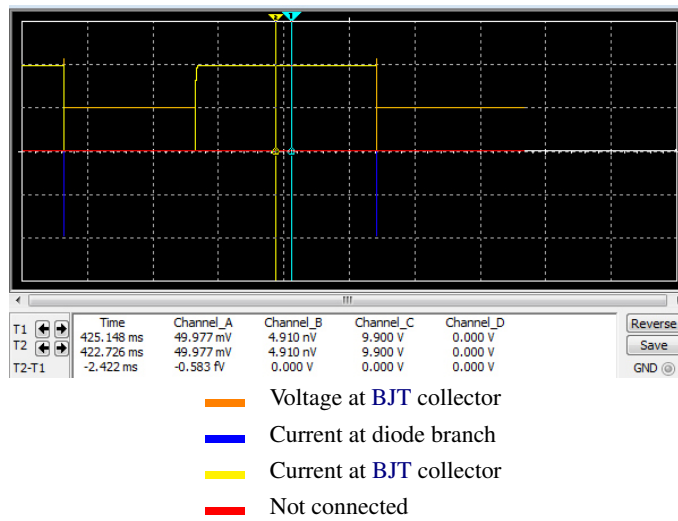 2 1
Time Channel_A Channel_B Channel_C Channel_D
T1 425.148 ms 49.977 mV 4.910 nV 9.900 V 0.000 V
T2 422.726 ms 49.977 mV 4.910 nV 9.900 V 0.000 V
T2-T1 -2.422 ms -0.583 fV 0.000 V 0.000 V 0.000 V
Reverse
Save
GND
Voltage at BJT collector
Current at diode branch
Current at BJT collector
Not connected